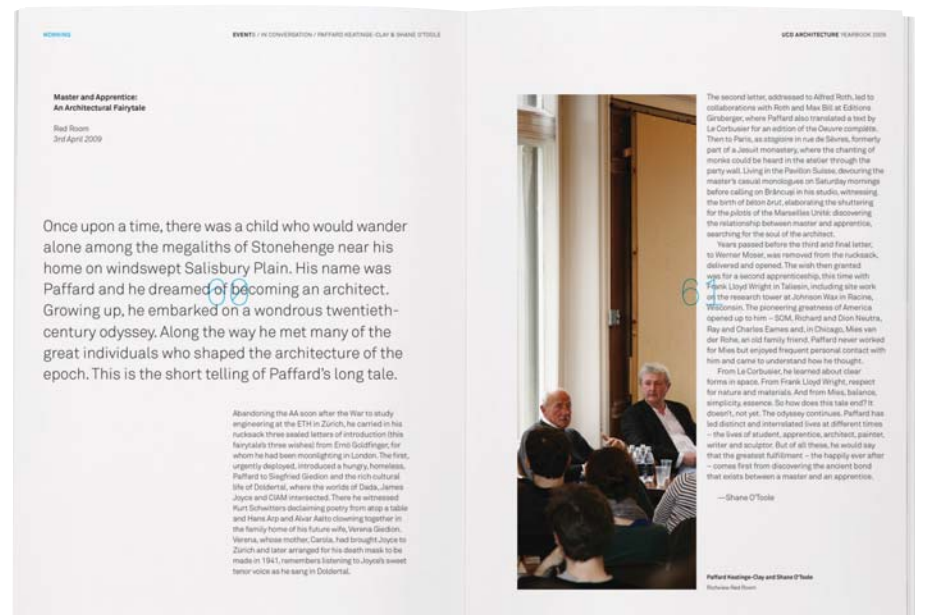 WORKING
EVENTS / IN CONVERSATION / PAFFARD KEATINGE-CLAY & SHANE O'TOOLE
UCD ARCHITECTURE YEARBOOK 2009
Master and Apprentice:
An Architectural Fairytale
Red Room
3rd April 2009
Once upon a time, there was a child who would wander
alone among the megaliths of Stonehenge near his
home on windswept Salisbury Plain. His name was
Paffard and he dreamed of becoming an architect.
Growing up, he embarked on a wondrous twentieth-
century odyssey. Along the way he met many of the
great individuals who shaped the architecture of the
epoch. This is the short telling of Paffard's long tale.
60
Abandoning the AA soon after the War to study
engineering at the ETH in Zürich, he carried in his
rucksack three sealed letters of introduction (this
fairytale's three wishes) from Ernö Goldfinger, for
whom he had been moonlighting in London. The first,
urgently deployed, introduced a hungry, homeless,
Paffard to Siegfried Giedion and the rich cultural
life of Doldertal, where the worlds of Dada, James
Joyce and CIAM intersected. There he witnessed
Kurt Schwitters declaiming poetry from atop a table
and Hans Arp and Alvar Aalto clowning together in
the family home of his future wife, Verena Giedion.
Verena, whose mother, Carola, had brought Joyce to
Zürich and later arranged for his death mask to be
made in 1941, remembers listening to Joyce's sweet
tenor voice as he sang in Doldertal.
The second letter, addressed to Alfred Roth, led to
collaborations with Roth and Max Bill at Editions
Girsberger, where Paffard also translated a text by
Le Corbusier for an edition of the Oeuvre complète.
Then to Paris, as stagiaire in rue de Sèvres, formerly
part of a Jesuit monastery, where the chanting of
monks could be heard in the atelier through the
party wall. Living in the Pavillon Suisse, devouring the
master's casual monologues on Saturday mornings
before calling on Brâncuși in his studio, witnessing
the birth of béton brut, elaborating the shuttering
for the pilotis of the Marseilles Unité: discovering
the relationship between master and apprentice,
searching for the soul of the architect.
Years passed before the third and final letter,
to Werner Moser, was removed from the rucksack,
delivered and opened. The wish then granted
was for a second apprenticeship, this time with
Frank Lloyd Wright in Taliesin, including site work
on the research tower at Johnson Wax in Racine,
Wisconsin. The pioneering greatness of America
opened up to him – SOM, Richard and Dion Neutra,
Ray and Charles Eames and, in Chicago, Mies van
der Rohe, an old family friend. Paffard never worked
for Mies but enjoyed frequent personal contact with
him and came to understand how he thought.
From Le Corbusier, he learned about clear
forms in space. From Frank Lloyd Wright, respect
for nature and materials. And from Mies, balance,
simplicity, essence. So how does this tale end? It
doesn't, not yet. The odyssey continues. Paffard has
led distinct and interrelated lives at different times
– the lives of student, apprentice, architect, painter,
writer and sculptor. But of all these, he would say
that the greatest fulfillment – the happily ever after
– comes first from discovering the ancient bond
that exists between a master and an apprentice.
—Shane O'Toole
61
Paffard Keatinge-Clay and Shane O'Toole
Richview Red Room